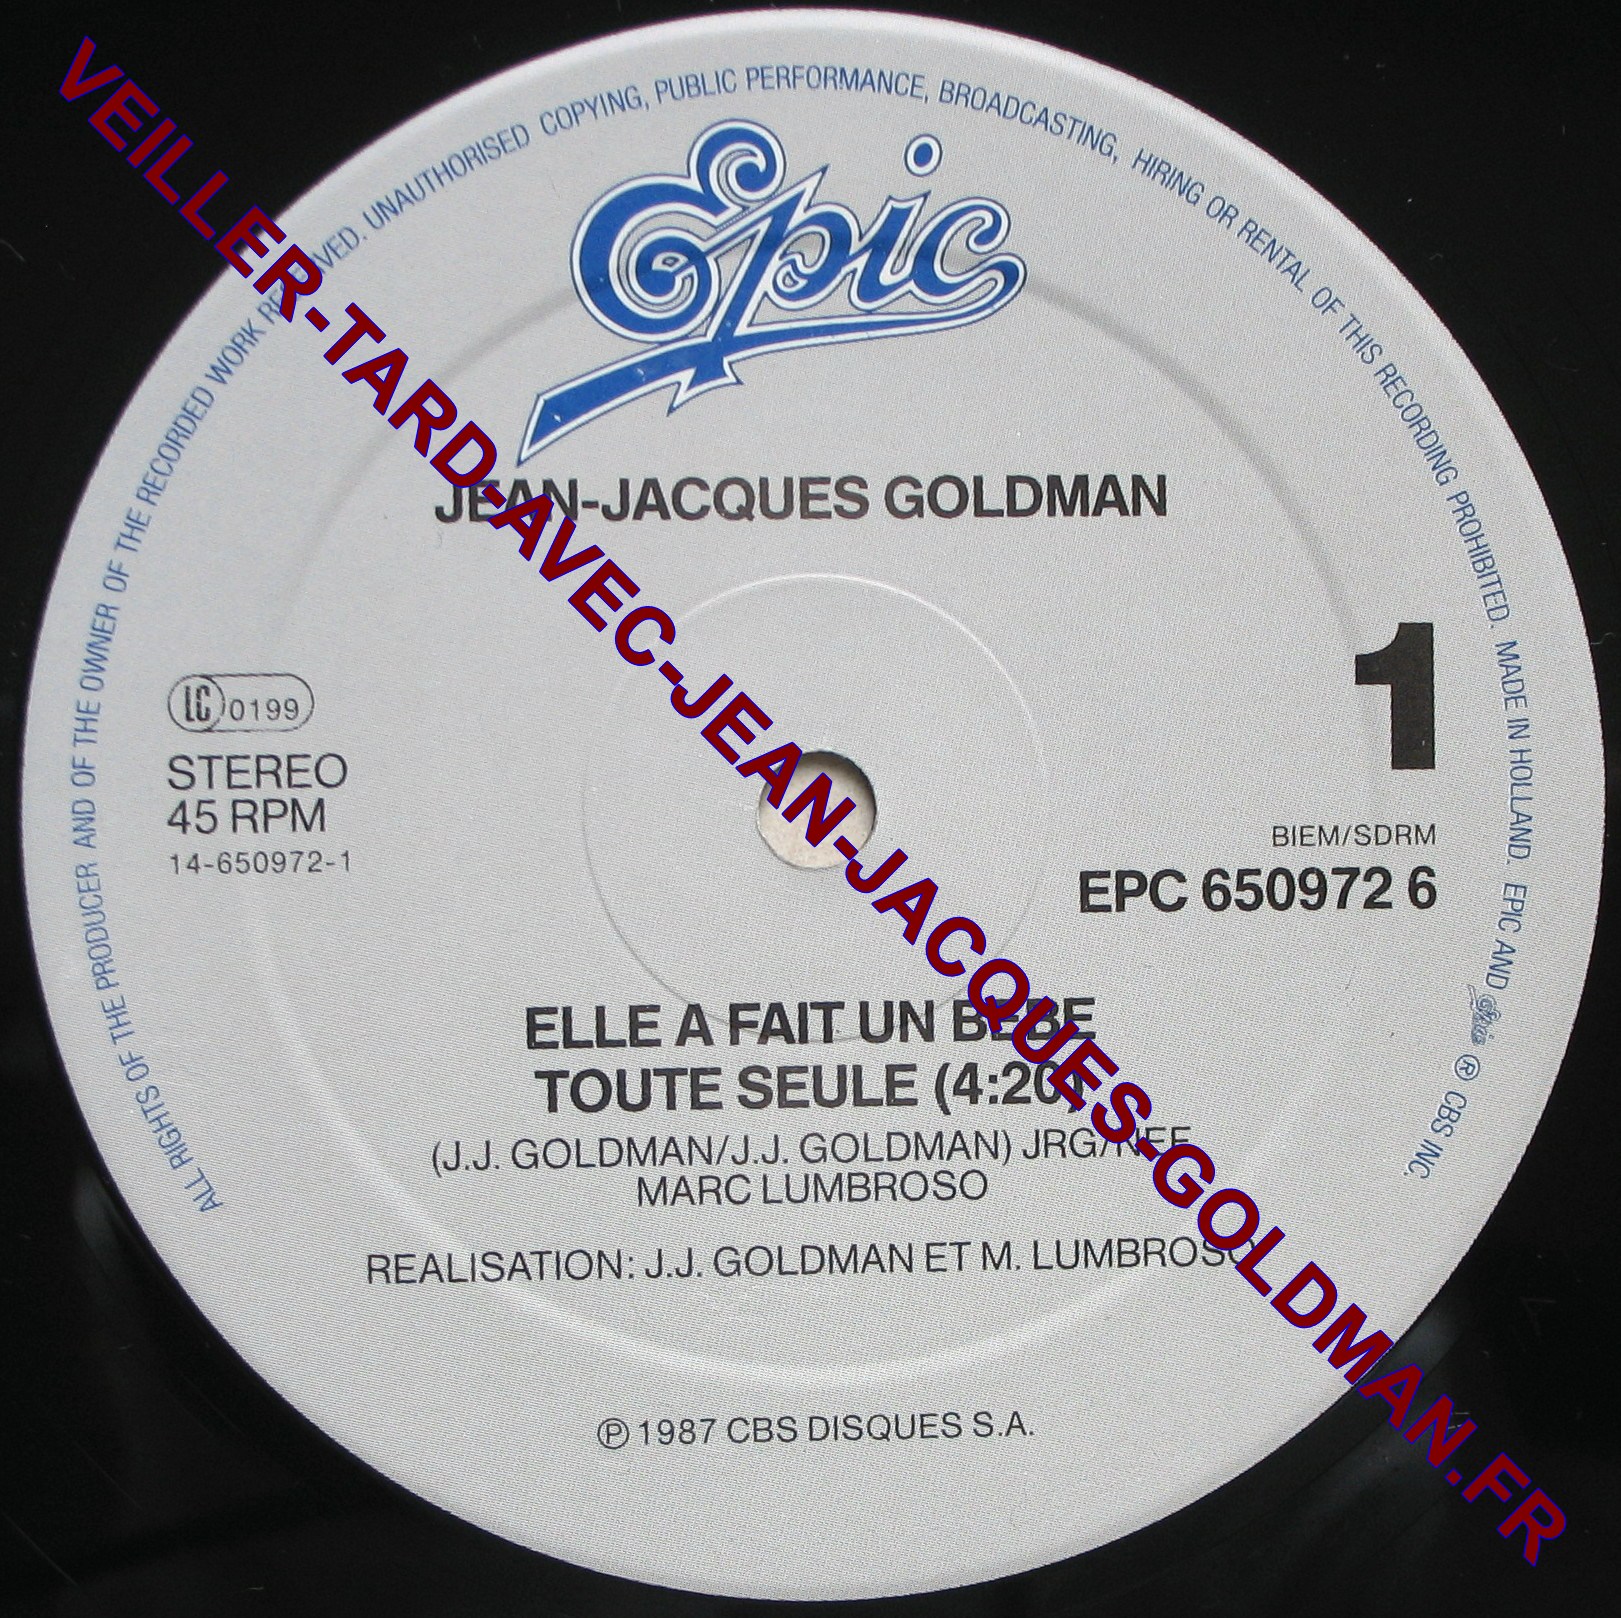 ALL RIGHTS OF THE PRODUCER AND OF THE OWNER OF THE RECORDED WORK RESERVED. UNAUTHORISED COPYING, PUBLIC PERFORMANCE, BROADCASTING, HIRING OR RENTAL OF THIS RECORDING PROHIBITED. MADE IN HOLLAND. EPIC AND Epic ® CBS INC.
Epic
JEAN-JACQUES GOLDMAN
1
LC 0199
STEREO
45 RPM
14-650972-1
BIEM/SDRM
EPC 650972 6
ELLE A FAIT UN BEBE
TOUTE SEULE (4:20)
(J.J. GOLDMAN/J.J. GOLDMAN) JRG/NEF
MARC LUMBROSO
REALISATION: J.J. GOLDMAN ET M. LUMBROSO
℗ 1987 CBS DISQUES S.A.
VEILLER-TARD-AVEC-JEAN-JACQUES-GOLDMAN.FR